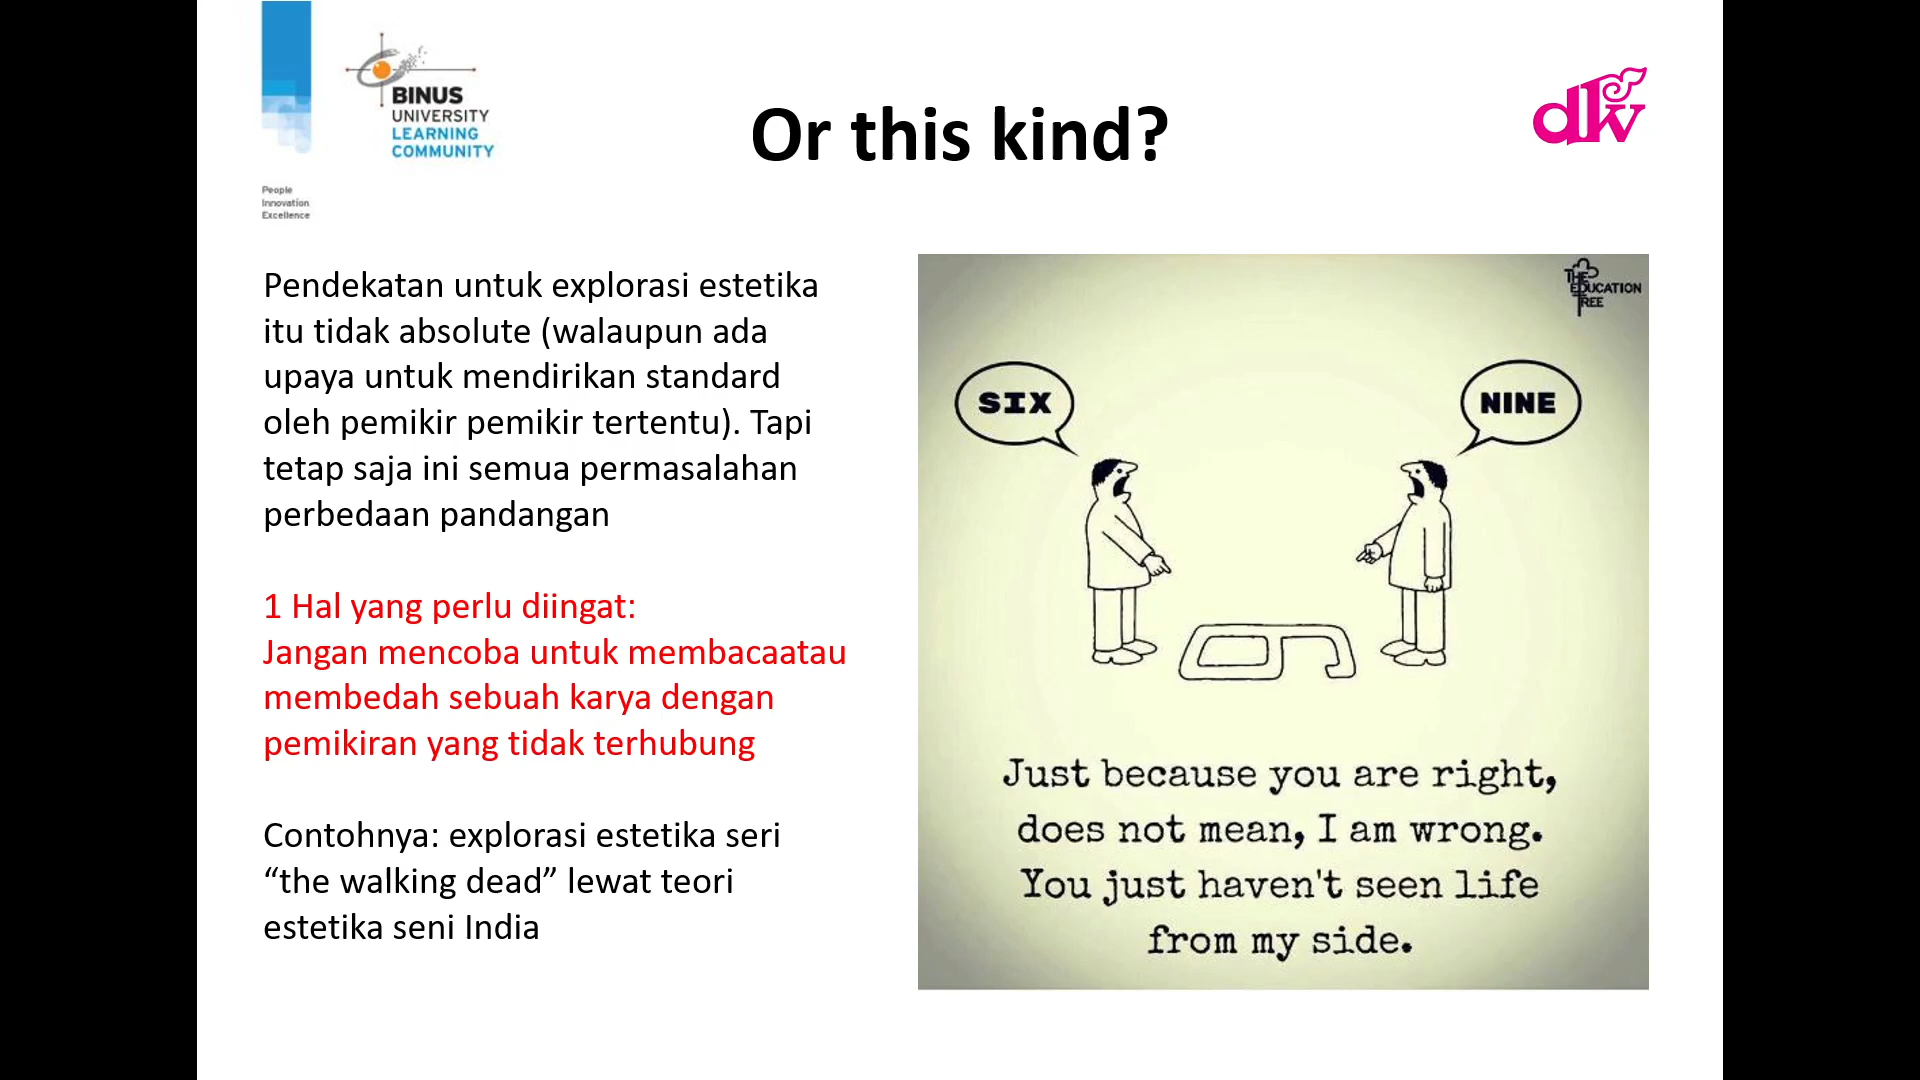 BINUS
UNIVERSITY
LEARNING
COMMUNITY
People
Innovation
Excellence
Or this kind?
dkv
Pendekatan untuk explorasi estetika
itu tidak absolute (walaupun ada
upaya untuk mendirikan standard
oleh pemikir pemikir tertentu). Tapi
tetap saja ini semua permasalahan
perbedaan pandangan
1 Hal yang perlu diingat:
Jangan mencoba untuk membacaatau
membedah sebuah karya dengan
pemikiran yang tidak terhubung
Contohnya: explorasi estetika seri
“the walking dead” lewat teori
estetika seni India
THE
EDUCATION
TREE
SIX
NINE
Just because you are right,
does not mean, I am wrong.
You just haven't seen life
from my side.